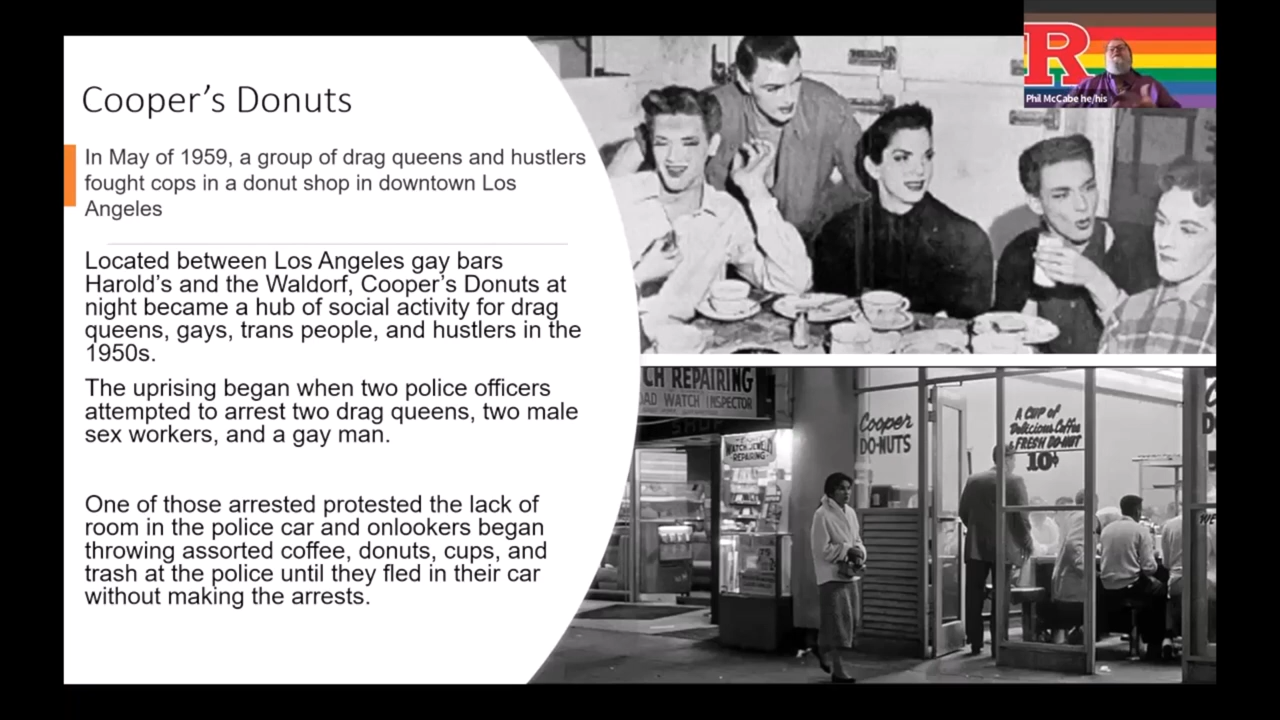 Cooper's Donuts
In May of 1959, a group of drag queens and hustlers
fought cops in a donut shop in downtown Los
Angeles
Located between Los Angeles gay bars
Harold's and the Waldorf, Cooper's Donuts at
night became a hub of social activity for drag
queens, gays, trans people, and hustlers in the
1950s.
The uprising began when two police officers
attempted to arrest two drag queens, two male
sex workers, and a gay man.
One of those arrested protested the lack of
room in the police car and onlookers began
throwing assorted coffee, donuts, cups, and
trash at the police until they fled in their car
without making the arrests.
R
Phil McCabe he/his
CH REPAIRING
AD WATCH INSPECTOR
SHOP
REPAIRING
Cooper
DO-NUTS
A CUP of
Delicious Coffee
& FRESH DO-NUT
10¢